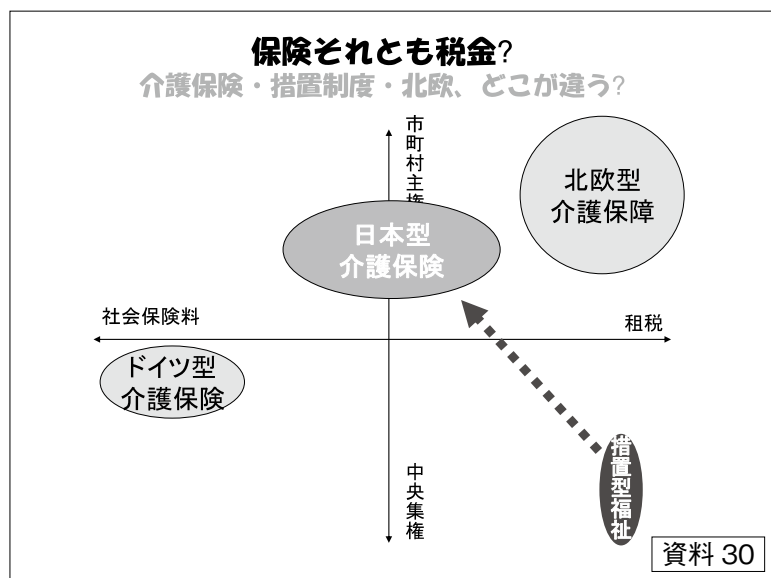 保険それとも税金?
介護保険・措置制度・北欧、どこが違う?
市町村主権
北欧型
介護保障
日本型
介護保険
社会保険料
租税
ドイツ型
介護保険
中央集権
措置型福祉
資料 30